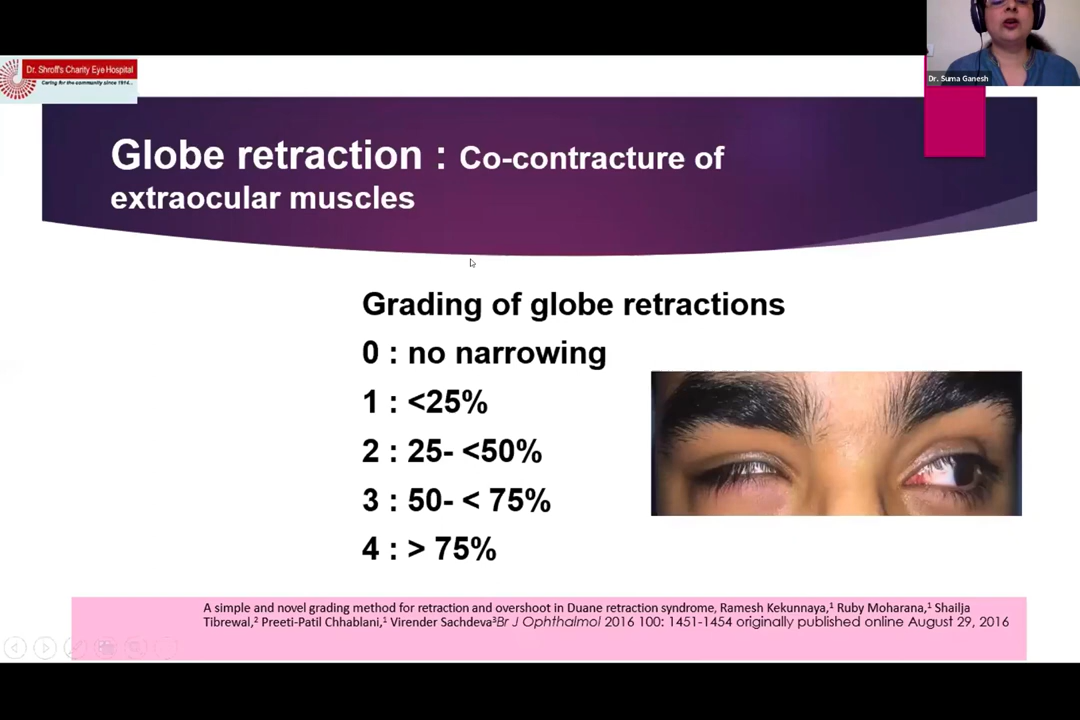 Dr. Shroff's Charity Eye Hospital
Caring for the community since 1914...
Dr. Suma Ganesh
Globe retraction : Co-contracture of
extraocular muscles
Grading of globe retractions
0 : no narrowing
1 : <25%
2 : 25- <50%
3 : 50- < 75%
4 : > 75%
A simple and novel grading method for retraction and overshoot in Duane retraction syndrome, Ramesh Kekunnaya,¹ Ruby Moharana,¹ Shailja
Tibrewal,² Preeti-Patil Chhablani,¹ Virender Sachdeva³Br J Ophthalmol 2016 100: 1451-1454 originally published online August 29, 2016